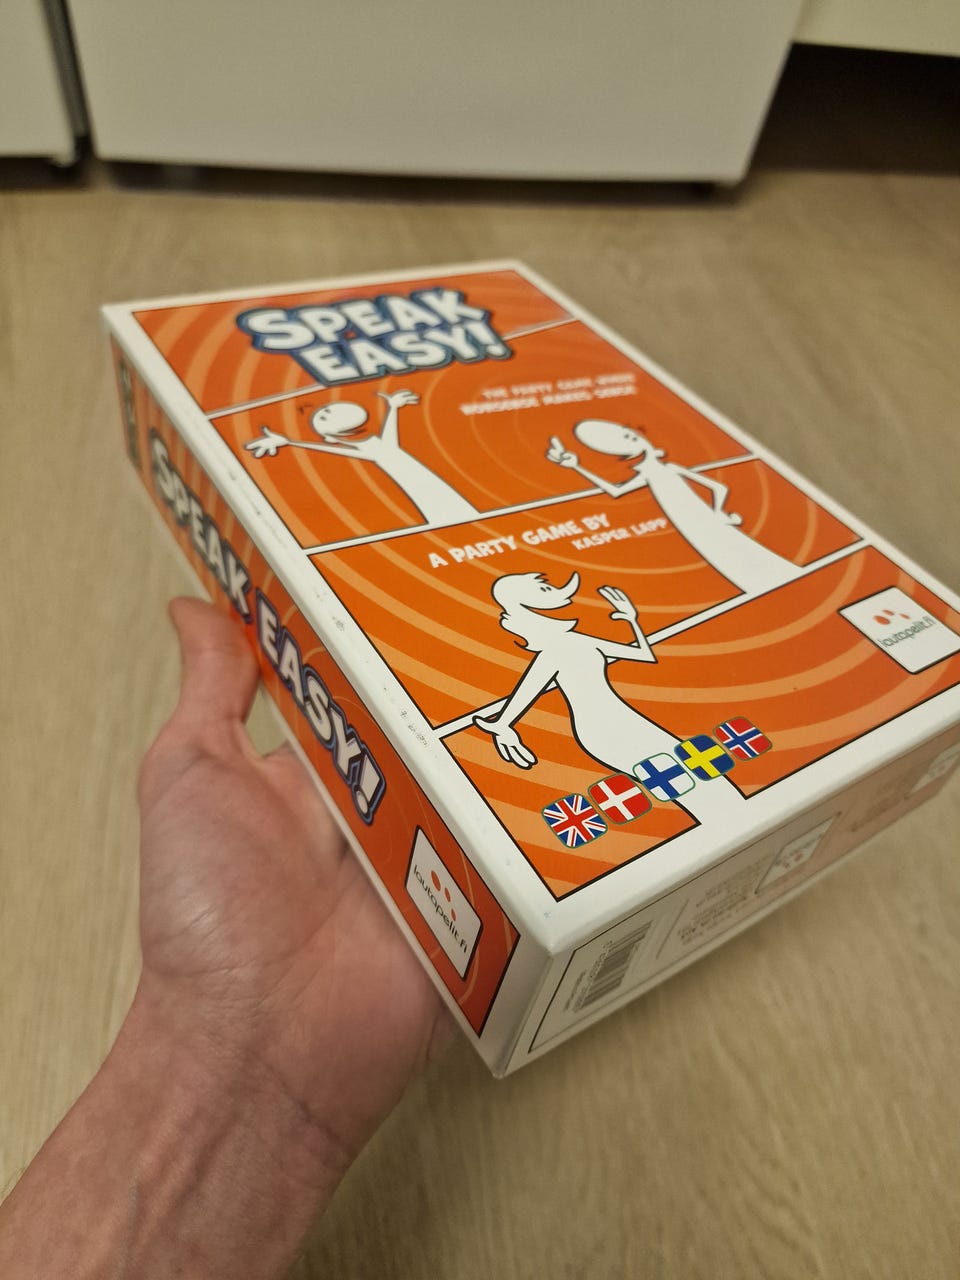 SPEAK
EASY!
THE PARTY GAME WHERE
NONSENSE MAKES SENSE
A PARTY GAME BY
KASPER LAPP
lautapelit.fi
SPEAK EASY!
lautapelit.fi